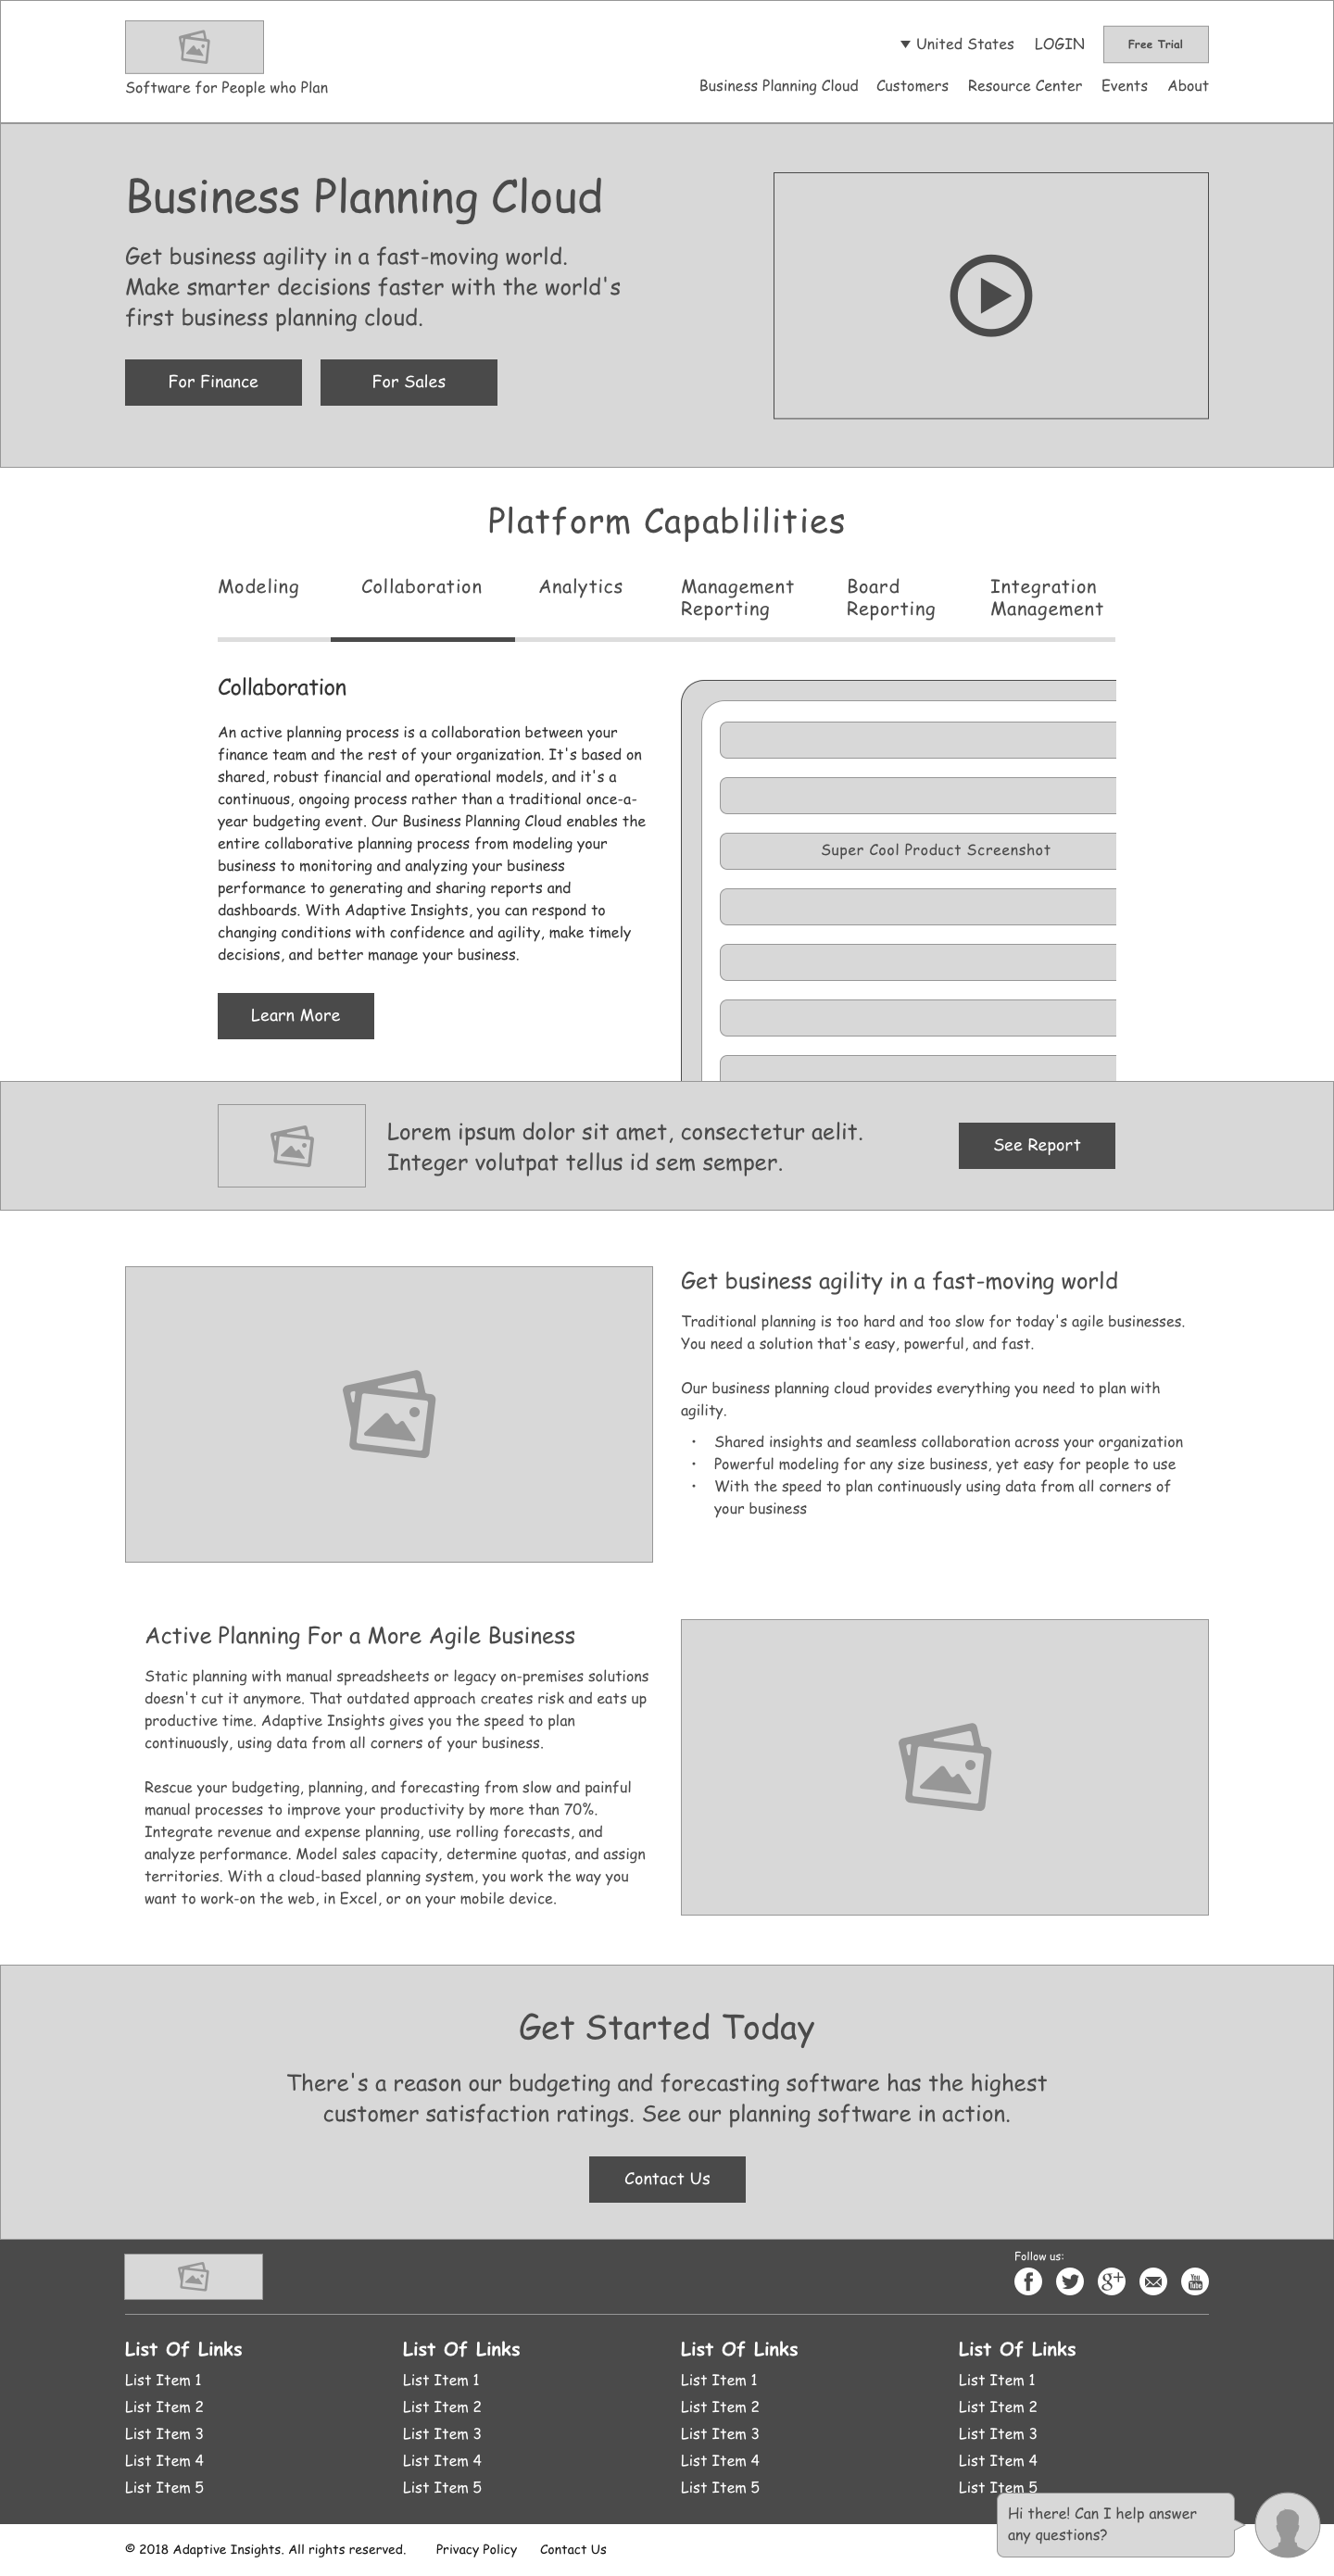 United States LOGIN Free Trial
Software for People who Plan
Business Planning Cloud Customers Resource Center Events About
Business Planning Cloud
Get business agility in a fast-moving world.
Make smarter decisions faster with the world's
first business planning cloud.
For Finance For Sales
Platform Capablilities
Modeling Collaboration Analytics Management Reporting Board Reporting Integration Management
Collaboration
An active planning process is a collaboration between your
finance team and the rest of your organization. It's based on
shared, robust financial and operational models, and it's a
continuous, ongoing process rather than a traditional once-a-
year budgeting event. Our Business Planning Cloud enables the
entire collaborative planning process from modeling your
business to monitoring and analyzing your business
performance to generating and sharing reports and
dashboards. With Adaptive Insights, you can respond to
changing conditions with confidence and agility, make timely
decisions, and better manage your business.
Learn More
Super Cool Product Screenshot
Lorem ipsum dolor sit amet, consectetur aelit.
Integer volutpat tellus id sem semper.
See Report
Get business agility in a fast-moving world
Traditional planning is too hard and too slow for today's agile businesses.
You need a solution that's easy, powerful, and fast.
Our business planning cloud provides everything you need to plan with
agility.
• Shared insights and seamless collaboration across your organization
• Powerful modeling for any size business, yet easy for people to use
• With the speed to plan continuously using data from all corners of
your business
Active Planning For a More Agile Business
Static planning with manual spreadsheets or legacy on-premises solutions
doesn't cut it anymore. That outdated approach creates risk and eats up
productive time. Adaptive Insights gives you the speed to plan
continuously, using data from all corners of your business.
Rescue your budgeting, planning, and forecasting from slow and painful
manual processes to improve your productivity by more than 70%.
Integrate revenue and expense planning, use rolling forecasts, and
analyze performance. Model sales capacity, determine quotas, and assign
territories. With a cloud-based planning system, you work the way you
want to work-on the web, in Excel, or on your mobile device.
Get Started Today
There's a reason our budgeting and forecasting software has the highest
customer satisfaction ratings. See our planning software in action.
Contact Us
Follow us:
f g+ You Tube
List Of Links List Of Links List Of Links List Of Links
List Item 1 List Item 1 List Item 1 List Item 1
List Item 2 List Item 2 List Item 2 List Item 2
List Item 3 List Item 3 List Item 3 List Item 3
List Item 4 List Item 4 List Item 4 List Item 4
List Item 5 List Item 5 List Item 5 List Item 5
Hi there! Can I help answer
any questions?
© 2018 Adaptive Insights. All rights reserved. Privacy Policy Contact Us